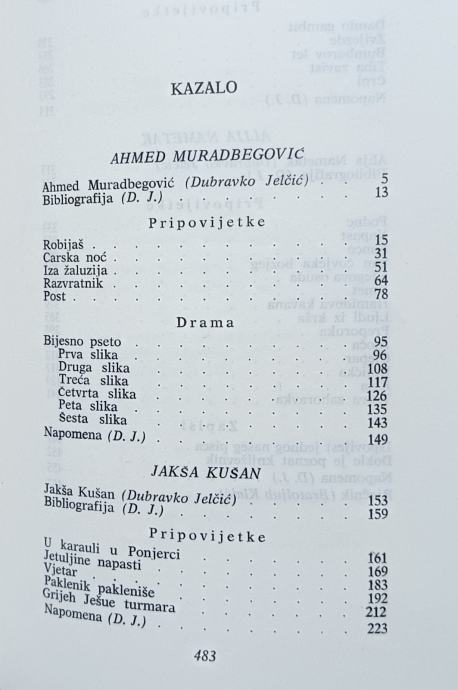 KAZALO
AHMED MURADBEGOVIĆ
Ahmed Muradbegović (Dubravko Jelčić) . . . 5
Bibliografija (D. J.) . . . . . . . . 13
Pripovijetke
Robijaš . . . . . . . . . . . 15
Carska noć . . . . . . . . . . 31
Iza žaluzija . . . . . . . . . . 51
Razvratnik . . . . . . . . . . 64
Post . . . . . . . . . . . . 78
Drama
Bijesno pseto . . . . . . . . . 95
Prva slika . . . . . . . . . 96
Druga slika . . . . . . . . . 108
Treća slika . . . . . . . . . 117
Četvrta slika . . . . . . . . . 126
Peta slika . . . . . . . . . 135
Šesta slika . . . . . . . . . 143
Napomena (D. J.) . . . . . . . . 149
JAKŠA KUŠAN
Jakša Kušan (Dubravko Jelčić) . . . . . 153
Bibliografija (D. J.) . . . . . . . . 159
Pripovijetke
U karauli u Ponjerci . . . . . . . 161
Jetuljine napasti . . . . . . . . 169
Vjetar . . . . . . . . . . . 183
Paklenik pakleniše . . . . . . . . 192
Grijeh Ješue turmara . . . . . . . 212
Napomena (D. J.) . . . . . . . . 223
483